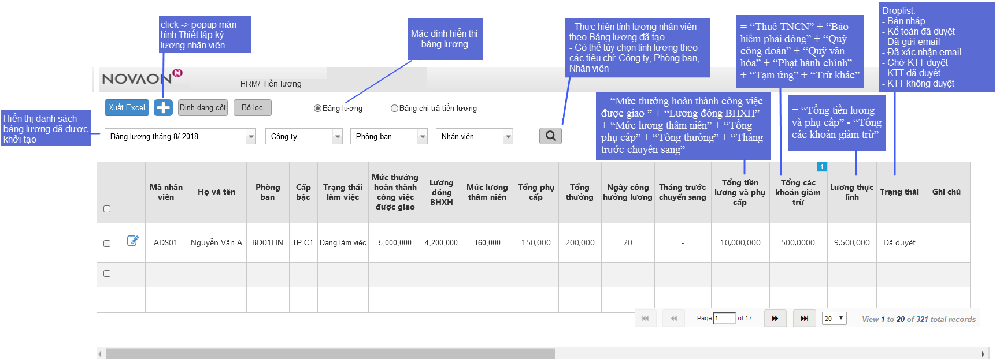 click -> popup màn
hình Thiết lập kỳ
lương nhân viên
Mặc định hiển thị
bảng lương
- Thực hiện tính lương nhân viên
theo Bảng lương đã tạo
- Có thể tùy chọn tính lương theo
các tiêu chí: Công ty, Phòng ban,
Nhân viên
= “Thuế TNCN” + “Bảo
hiểm phải đóng” + “Quỹ
công đoàn” + “Quỹ văn
hóa” + “Phạt hành chính”
+ “Tạm ứng” + “Trừ khác”
Droplist:
- Bản nháp
- Kế toán đã duyệt
- Đã gửi email
- Đã xác nhận email
- Chờ KTT duyệt
- KTT đã duyệt
- KTT không duyệt
NOVAON N
HRM/ Tiền lương
= “Mức thưởng hoàn thành công việc
được giao ” + “Lương đóng BHXH”
+ “Mức lương thâm niên” + “Tổng
phụ cấp” + “Tổng thưởng” + “Tháng
trước chuyển sang”
= “Tổng tiền lương
và phụ cấp” - “Tổng
các khoản giảm trừ”
Xuất Excel
Định dạng cột
Bộ lọc
Bảng lương
Bảng chi trả tiền lương
Hiển thị danh sách
bảng lương đã được
khởi tạo
--Bảng lương tháng 8/ 2018--
--Công ty--
--Phòng ban--
--Nhân viên--
1
Mã nhân
viên
Họ và tên
Phòng
ban
Cấp
bậc
Trạng thái
làm việc
Mức thưởng
hoàn thành
công việc
được giao
Lương
đóng
BHXH
Mức lương
thâm niên
Tổng phụ
cấp
Tổng
thưởng
Ngày công
hưởng lương
Tháng trước
chuyển sang
Tổng tiền
lương và phụ
cấp
Tổng các
khoản giảm
trừ
Lương thực
lĩnh
Trạng thái
Ghi chú
ADS01 Nguyễn Văn A BD01HN TP C1 Đang làm việc 5,000,000 4,200,000 160,000 150,000 200,000 20 - 10,000,000 500,0000 9,500,000 Đã duyệt
Page 1 of 17
20
View 1 to 20 of 321 total records